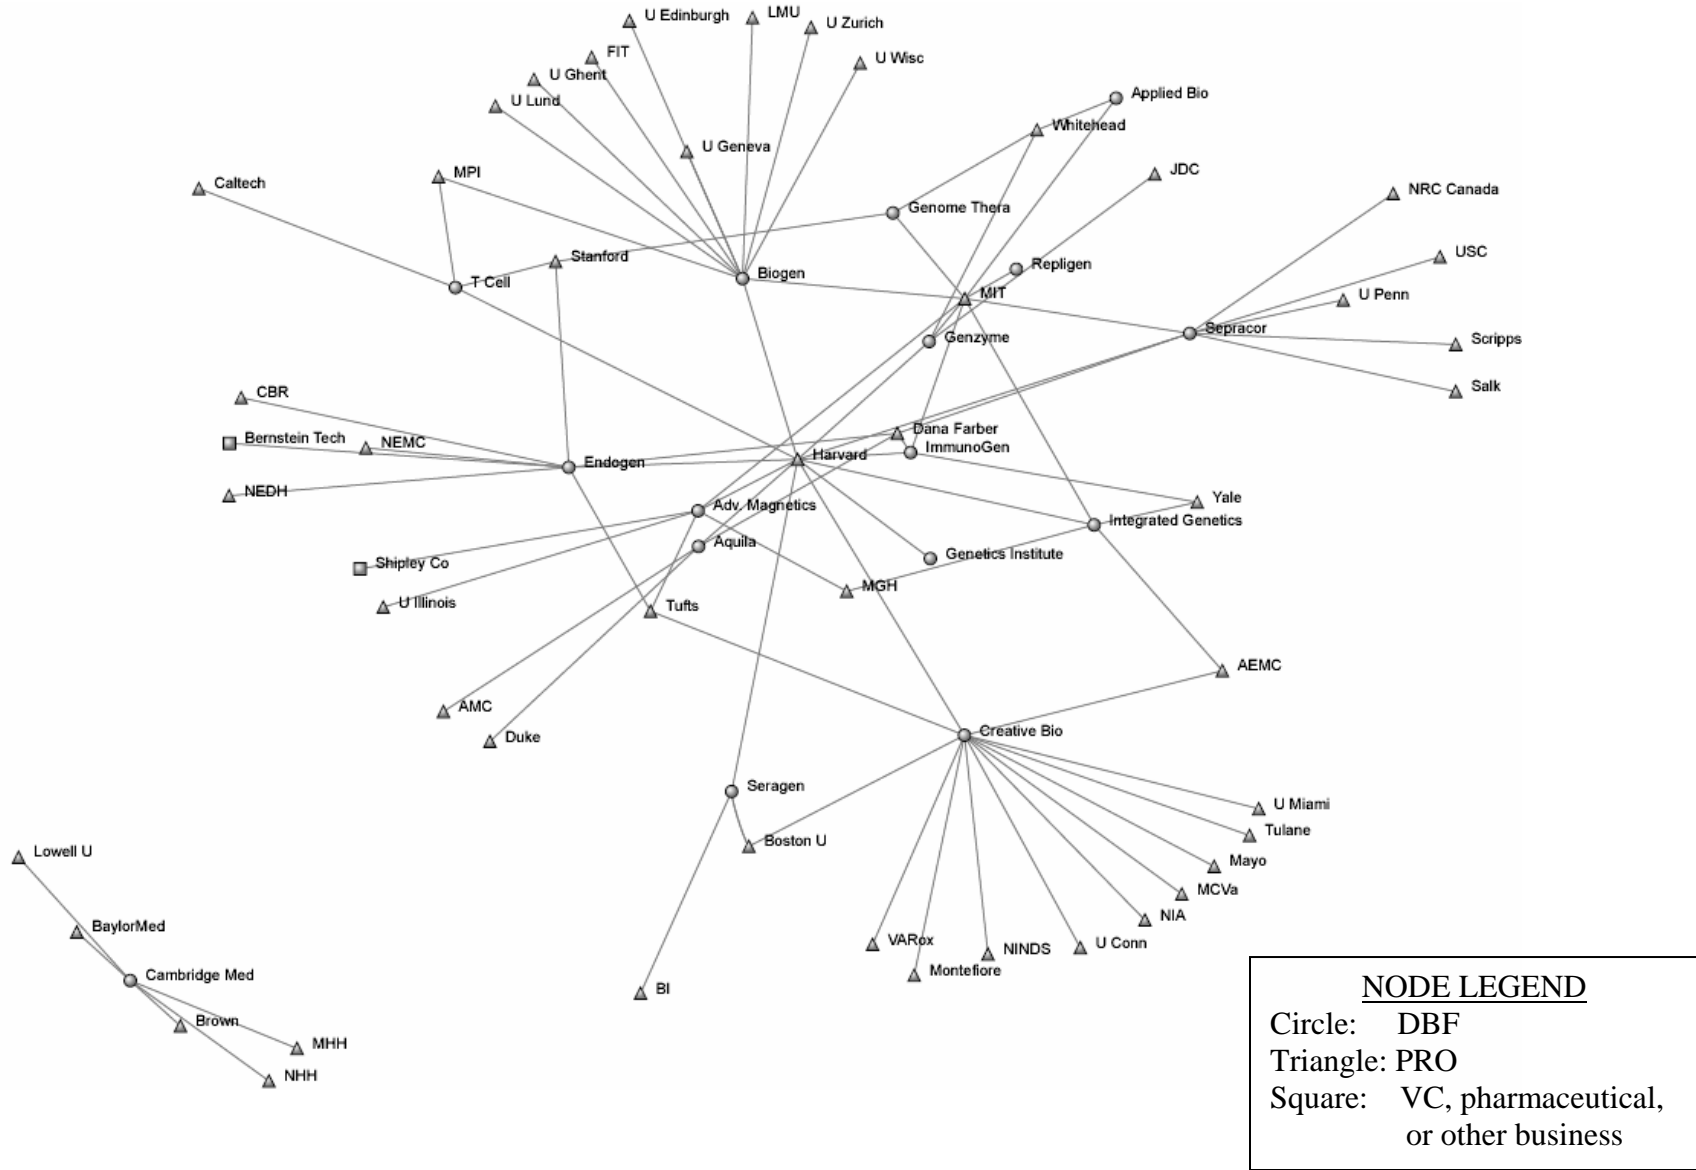 U Edinburgh
LMU
U Zurich
FIT
U Wisc
U Ghent
U Lund
Applied Bio
Whitehead
U Geneva
MPI
JDC
Caltech
NRC Canada
Genome Thera
Stanford
USC
T Cell
Biogen
Repligen
MIT
U Penn
Genzyme
Sepracor
Scripps
Salk
CBR
Bernstein Tech
NEMC
Dana Farber
ImmunoGen
Harvard
Endogen
NEDH
Yale
Adv. Magnetics
Integrated Genetics
Aquila
Genetics Institute
Shipley Co
MGH
U Illinois
Tufts
AEMC
AMC
Duke
Creative Bio
Seragen
U Miami
Tulane
Boston U
Lowell U
Mayo
MCVa
NIA
BaylorMed
VARox
NINDS
U Conn
Montefiore
Cambridge Med
BI
Brown
MHH
NHH
NODE LEGEND
Circle: DBF
Triangle: PRO
Square: VC, pharmaceutical,
or other business